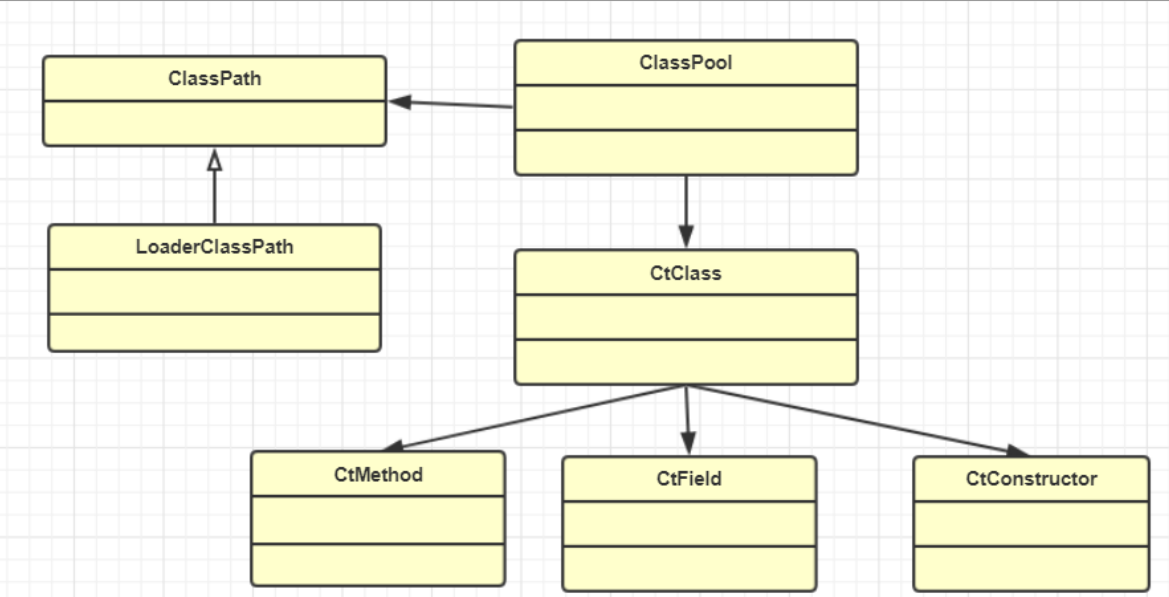 ClassPath
ClassPool
LoaderClassPath
CtClass
CtMethod
CtField
CtConstructor